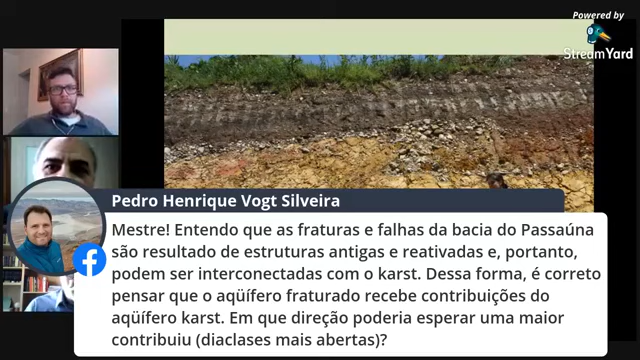 Powered by
StreamYard
Pedro Henrique Vogt Silveira
Mestre! Entendo que as fraturas e falhas da bacia do Passaúna
são resultado de estruturas antigas e reativadas e, portanto,
podem ser interconectadas com o karst. Dessa forma, é correto
pensar que o aqüífero fraturado recebe contribuições do
aqüífero karst. Em que direção poderia esperar uma maior
contribuiu (diaclases mais abertas)?